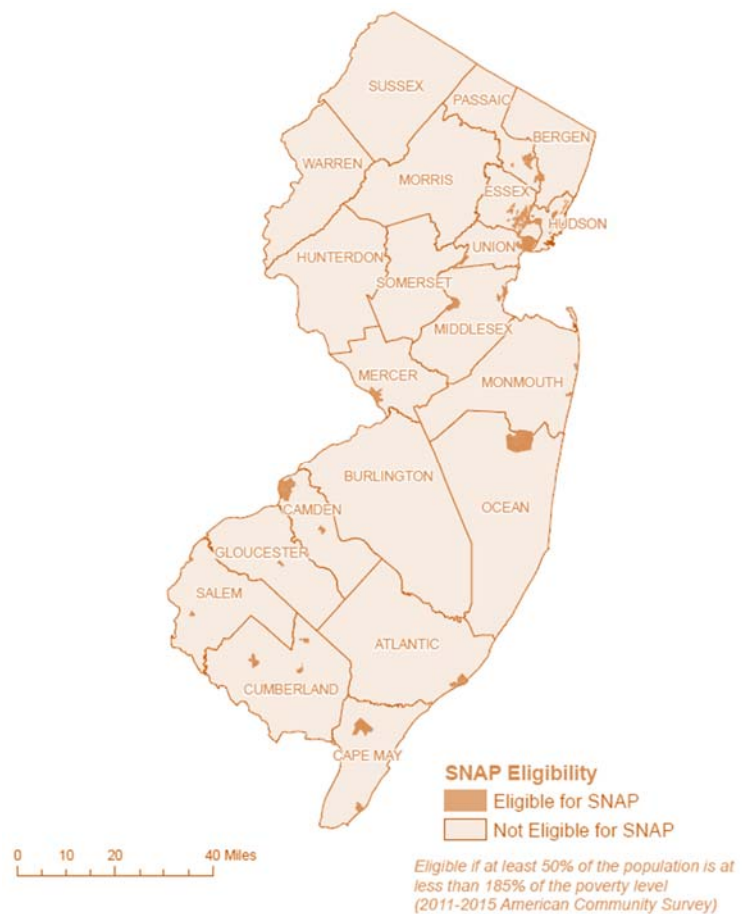 SUSSEX
PASSAIC
BERGEN
WARREN
MORRIS
ESSEX
HUDSON
UNION
HUNTERDON
SOMERSET
MIDDLESEX
MERCER
MONMOUTH
BURLINGTON
OCEAN
CAMDEN
GLOUCESTER
SALEM
ATLANTIC
CUMBERLAND
CAPE MAY
SNAP Eligibility
Eligible for SNAP
Not Eligible for SNAP
0 10 20 40 Miles
Eligible if at least 50% of the population is at
less than 185% of the poverty level
(2011-2015 American Community Survey)